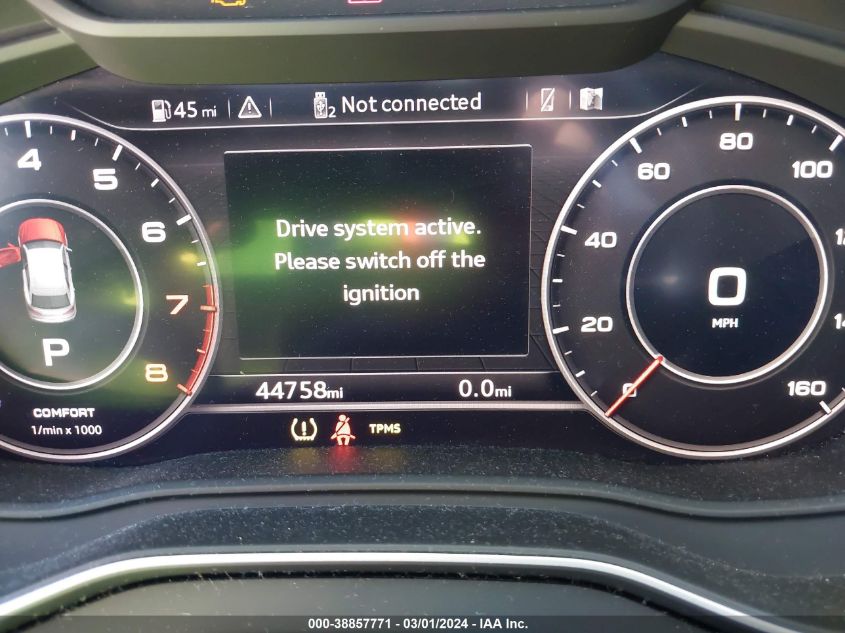 45 mi
2 Not connected
4
5
6
7
8
P
COMFORT
1/min x 1000
Drive system active.
Please switch off the
ignition
44758mi
0.0mi
TPMS
0
20
40
60
80
100
160
0
MPH
000-38857771 - 03/01/2024 - IAA Inc.